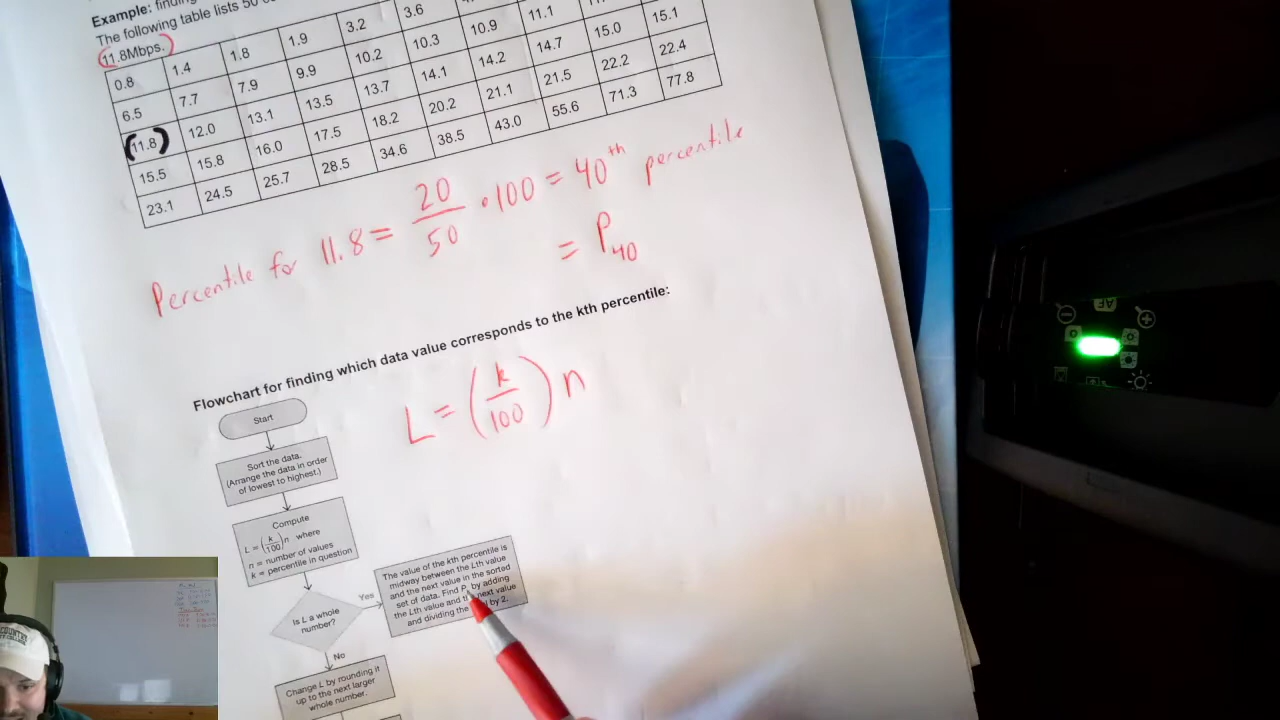 Example: finding
The following table lists 50
11.8Mbps.
0.8 1.4 1.8 1.9 3.2 3.6
6.5 7.7 7.9 9.9 10.2 10.3 10.9 11.1
11.8 12.0 13.1 13.5 13.7 14.1 14.2 14.7 15.0 15.1
15.5 15.8 16.0 17.5 18.2 20.2 21.1 21.5 22.2 22.4
23.1 24.5 25.7 28.5 34.6 38.5 43.0 55.6 71.3 77.8
Percentile for 11.8 = 20/50 • 100 = 40th percentile
= P40
Flowchart for finding which data value corresponds to the kth percentile:
L = (k/100) n
Start
Sort the data.
(Arrange the data in order
of lowest to highest.)
Compute
L = (k/100) n where
n = number of values
k = percentile in question
Is L a whole
number?
Yes
The value of the kth percentile is
midway between the Lth value
and the next value in the sorted
set of data. Find P by adding
the Lth value and next value
and dividing the by 2.
No
Change L by rounding it
up to the next larger
whole number.
AF